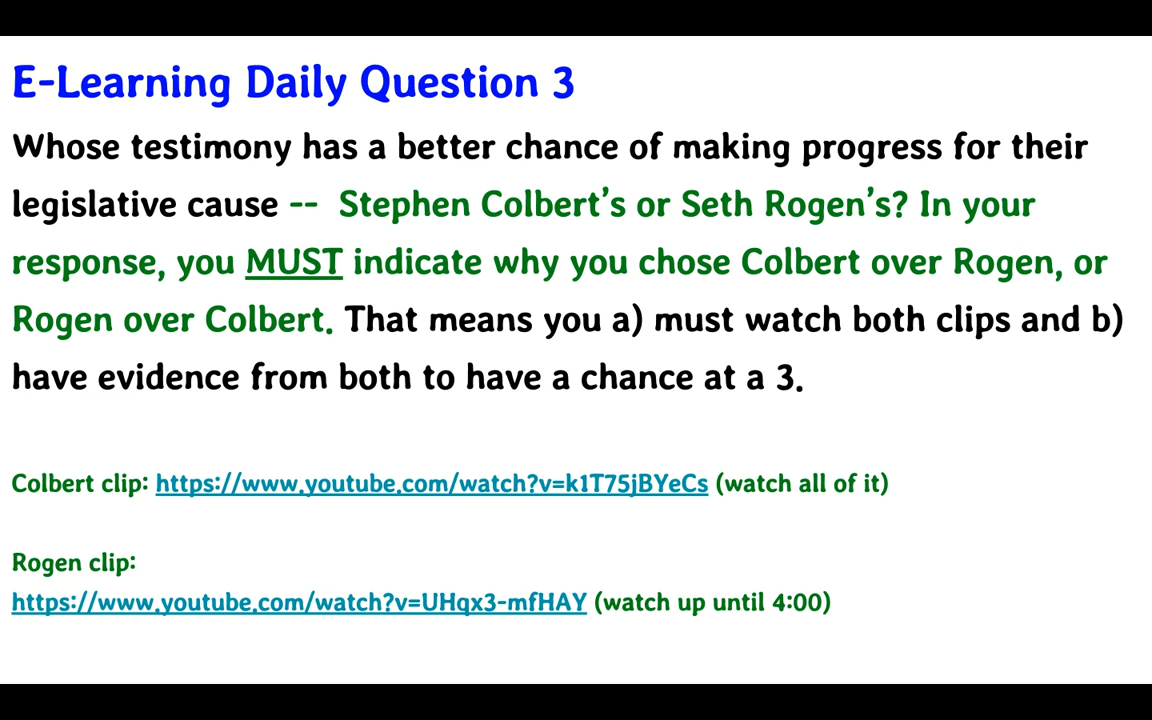 E-Learning Daily Question 3
Whose testimony has a better chance of making progress for their
legislative cause --  Stephen Colbert’s or Seth Rogen’s? In your
response, you MUST indicate why you chose Colbert over Rogen, or
Rogen over Colbert. That means you a) must watch both clips and b)
have evidence from both to have a chance at a 3.
Colbert clip: https://www.youtube.com/watch?v=k1T75jBYeCs (watch all of it)
Rogen clip:
https://www.youtube.com/watch?v=UHqx3-mfHAY (watch up until 4:00)